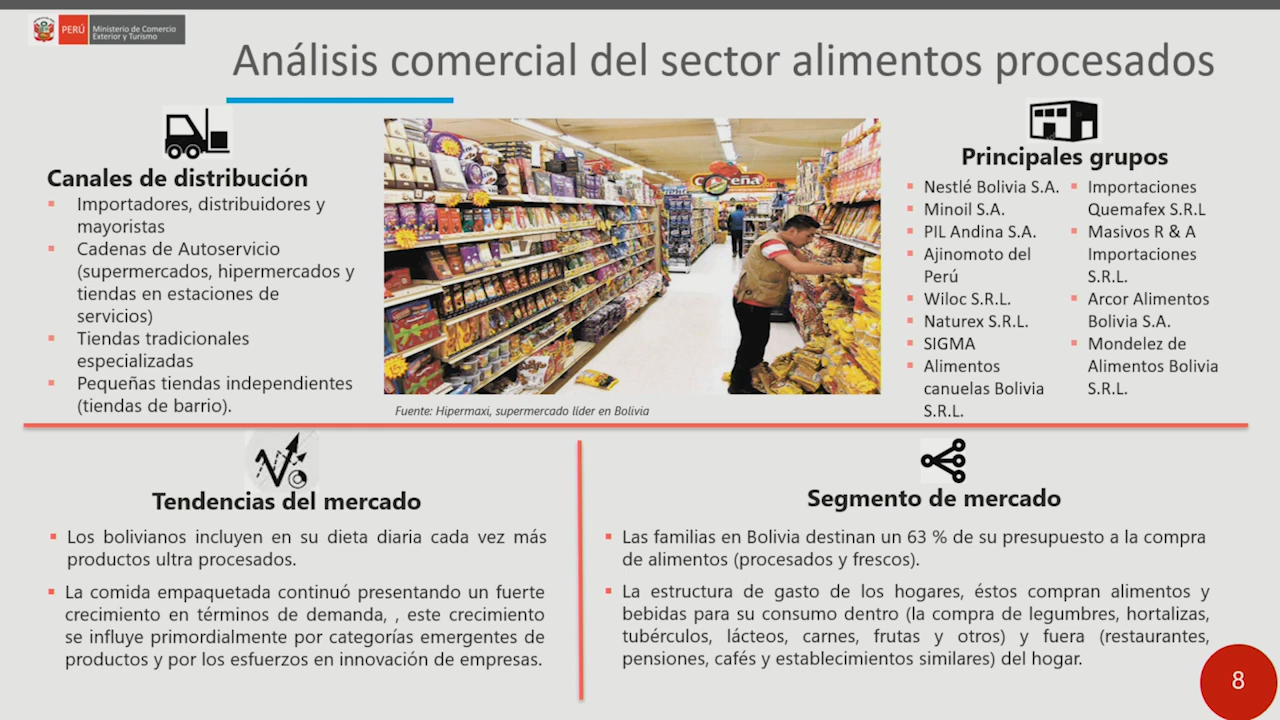 PERÚ
Ministerio de Comercio
Exterior y Turismo
Análisis comercial del sector alimentos procesados
Canales de distribución
▪ Importadores, distribuidores y
mayoristas
▪ Cadenas de Autoservicio
(supermercados, hipermercados y
tiendas en estaciones de
servicios)
▪ Tiendas tradicionales
especializadas
▪ Pequeñas tiendas independientes
(tiendas de barrio).
Fuente: Hipermaxi, supermercado líder en Bolivia
Principales grupos
▪ Nestlé Bolivia S.A.
▪ Minoil S.A.
▪ PIL Andina S.A.
▪ Ajinomoto del
Perú
▪ Wiloc S.R.L.
▪ Naturex S.R.L.
▪ SIGMA
▪ Alimentos
canuelas Bolivia
S.R.L.
▪ Importaciones
Quemafex S.R.L
▪ Masivos R & A
Importaciones
S.R.L.
▪ Arcor Alimentos
Bolivia S.A.
▪ Mondelez de
Alimentos Bolivia
S.R.L.
Tendencias del mercado
▪ Los bolivianos incluyen en su dieta diaria cada vez más
productos ultra procesados.
▪ La comida empaquetada continuó presentando un fuerte
crecimiento en términos de demanda, , este crecimiento
se influye primordialmente por categorías emergentes de
productos y por los esfuerzos en innovación de empresas.
Segmento de mercado
▪ Las familias en Bolivia destinan un 63 % de su presupuesto a la compra
de alimentos (procesados y frescos).
▪ La estructura de gasto de los hogares, éstos compran alimentos y
bebidas para su consumo dentro (la compra de legumbres, hortalizas,
tubérculos, lácteos, carnes, frutas y otros) y fuera (restaurantes,
pensiones, cafés y establecimientos similares) del hogar.
8